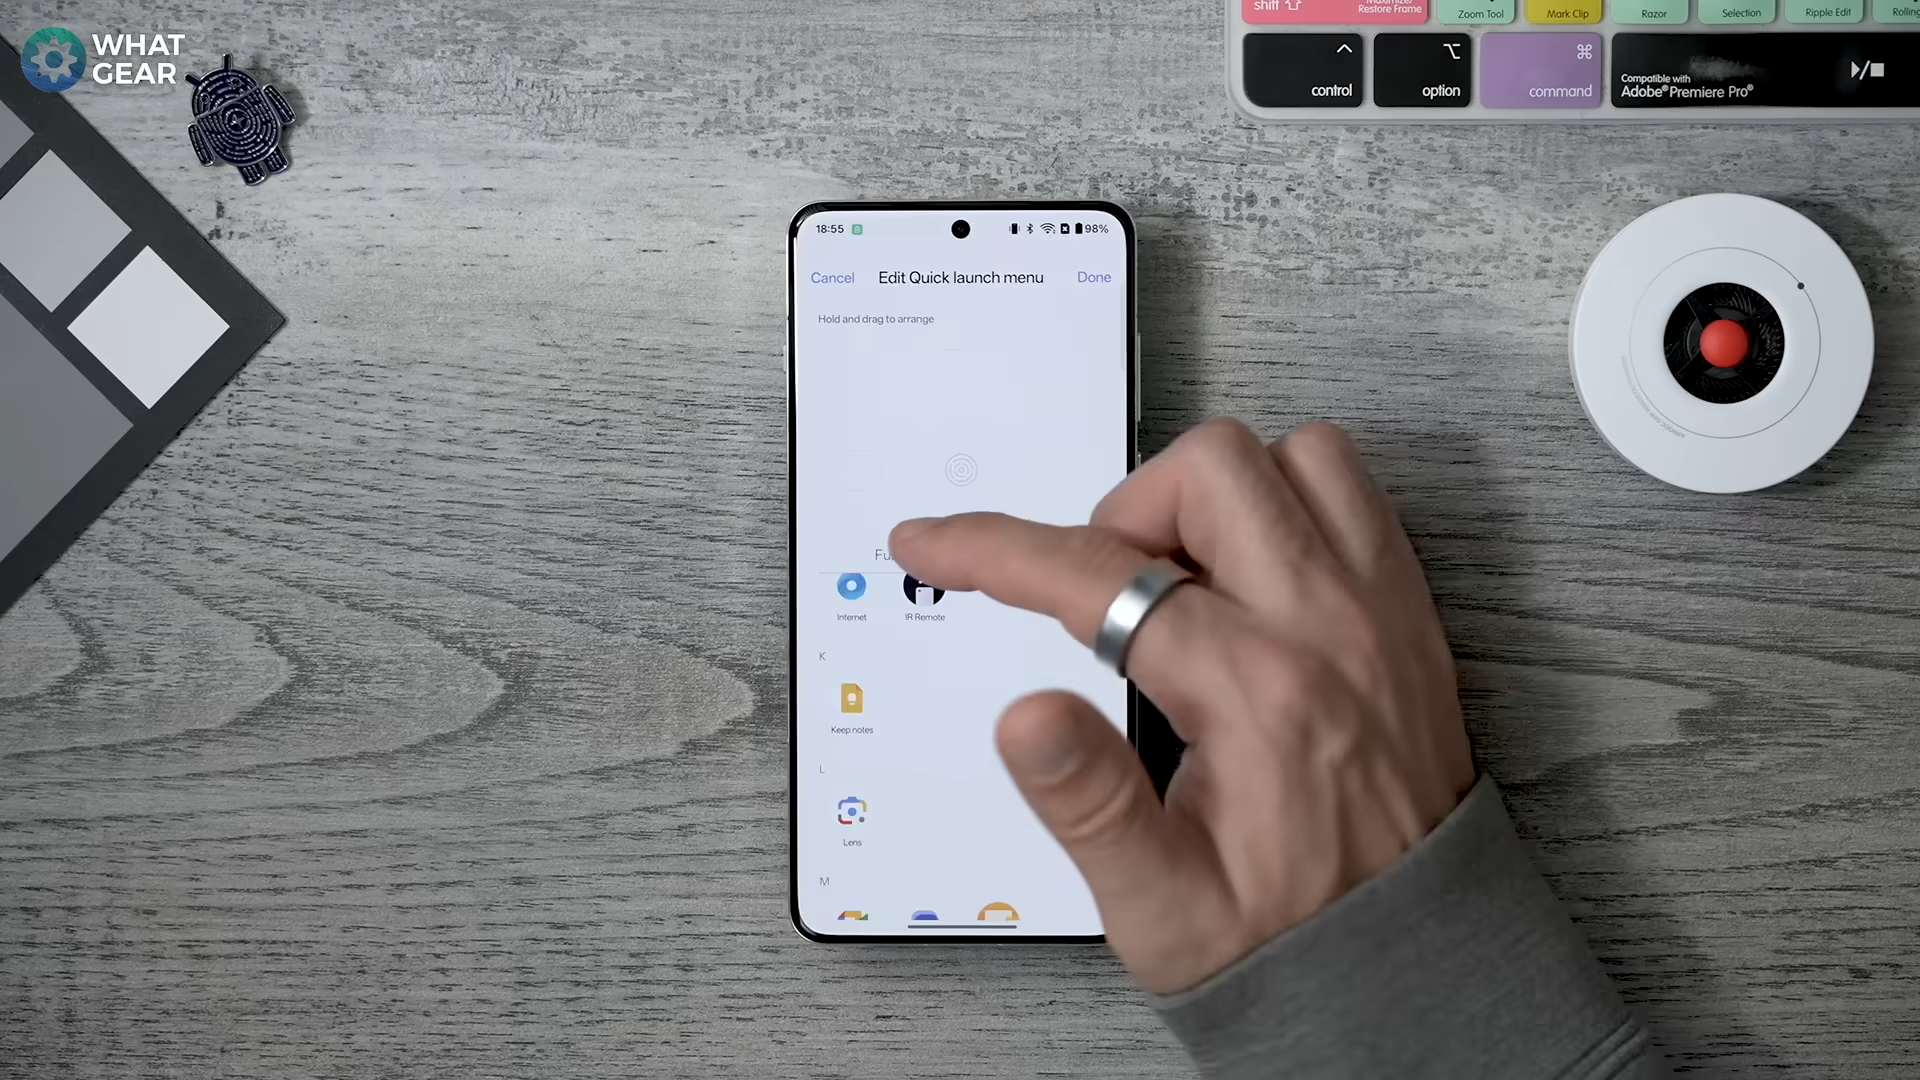 WHAT
GEAR
shift
Maximize/
Restore Frame
Zoom Tool
Mark Clip
Razor
Selection
Ripple Edit
control
option
command
Compatible with
Adobe® Premiere Pro®
18:55
98%
Cancel
Edit Quick launch menu
Done
Hold and drag to arrange
Internet
IR Remote
K
Keep notes
L
Lens
M